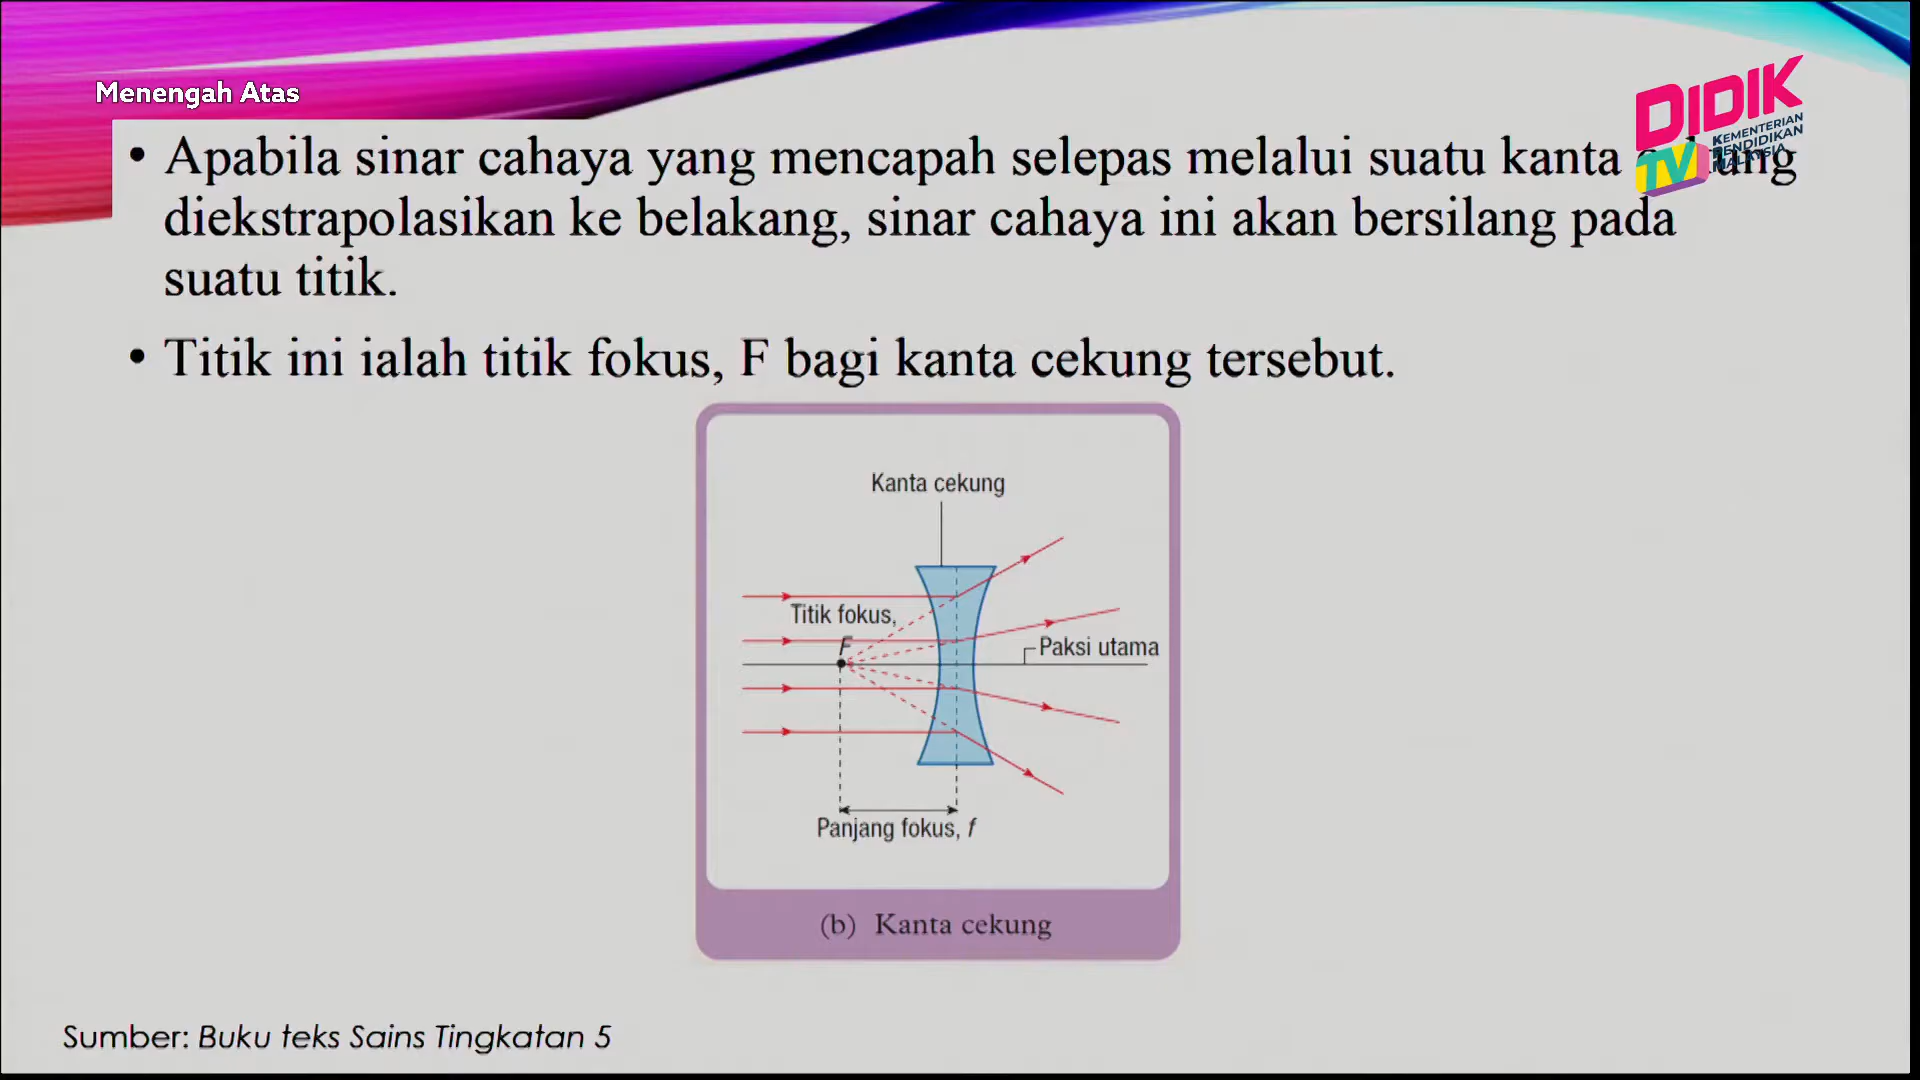 Menengah Atas
DIDIK
TV
KEMENTERIAN
PENDIDIKAN
MALAYSIA
• Apabila sinar cahaya yang mencapah selepas melalui suatu kanta
diekstrapolasikan ke belakang, sinar cahaya ini akan bersilang pada
suatu titik.
• Titik ini ialah titik fokus, F bagi kanta cekung tersebut.
Kanta cekung
Titik fokus,
F
Paksi utama
Panjang fokus, f
(b) Kanta cekung
Sumber: Buku teks Sains Tingkatan 5